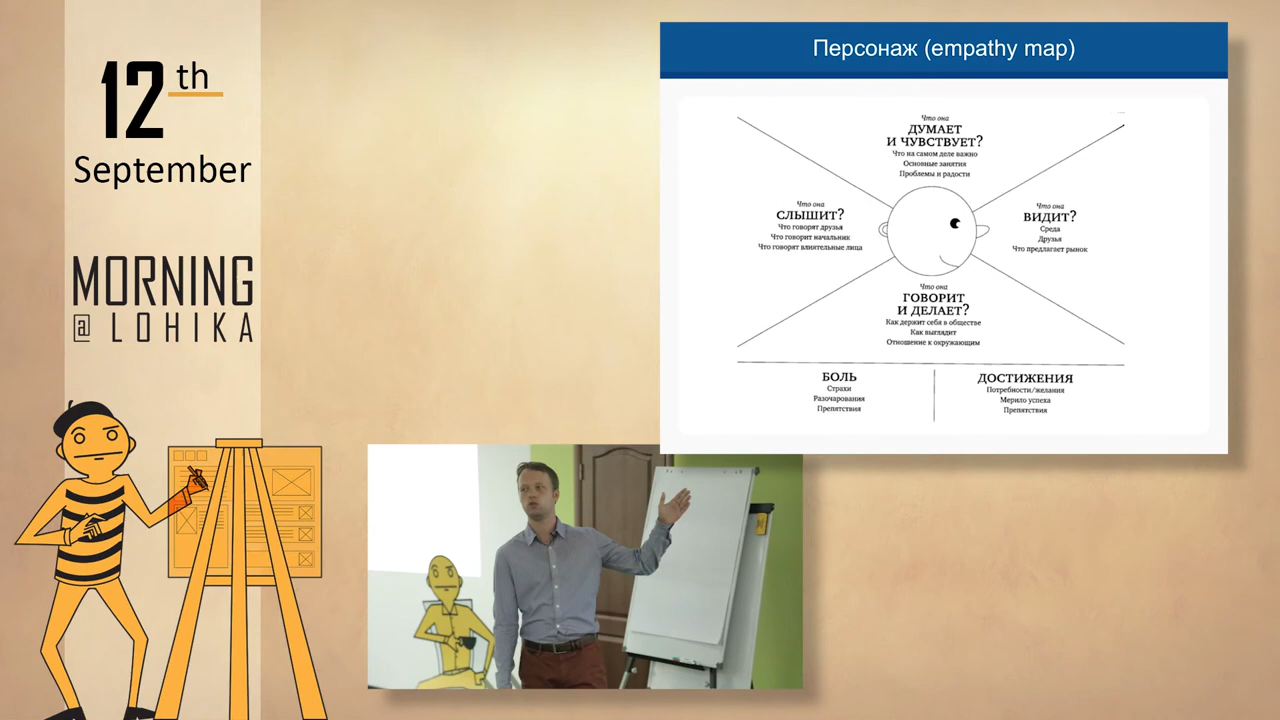 12th
September
MORNING
@ LOHIKA
Персонаж (empathy map)
Что она
ДУМАЕТ
И ЧУВСТВУЕТ?
Что на самом деле важно
Основные занятия
Проблемы и радости
Что она
СЛЫШИТ?
Что говорят друзья
Что говорит начальник
Что говорят влиятельные лица
Что она
ВИДИТ?
Среда
Друзья
Что предлагает рынок
Что она
ГОВОРИТ
И ДЕЛАЕТ?
Как держит себя в обществе
Как выглядит
Отношение к окружающим
БОЛЬ
Страхи
Разочарования
Препятствия
ДОСТИЖЕНИЯ
Потребности/желания
Мерило успеха
Препятствия